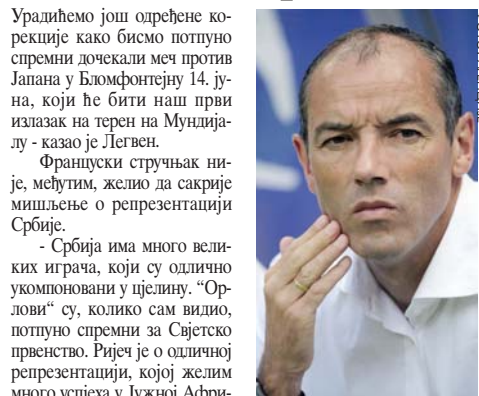 Урадићемо још одређене ко-
рекције како бисмо потпуно
спремни дочекали меч против
Јапана у Бломфонтејну 14. ју-
на, који ће бити наш први
излазак на терен на Мундија-
лу - казао је Легвен.
Француски стручњак ни-
је, међутим, желио да сакрије
мишљење о репрезентацији
Србије.
- Србија има много вели-
ких играча, који су одлично
укомпоновани у цјелину. “Ор-
лови“ су, колико сам видио,
потпуно спремни за Свјетско
првенство. Ријеч је о одличној
репрезентацији, којој желим
много успјеха у Јужној Афри-